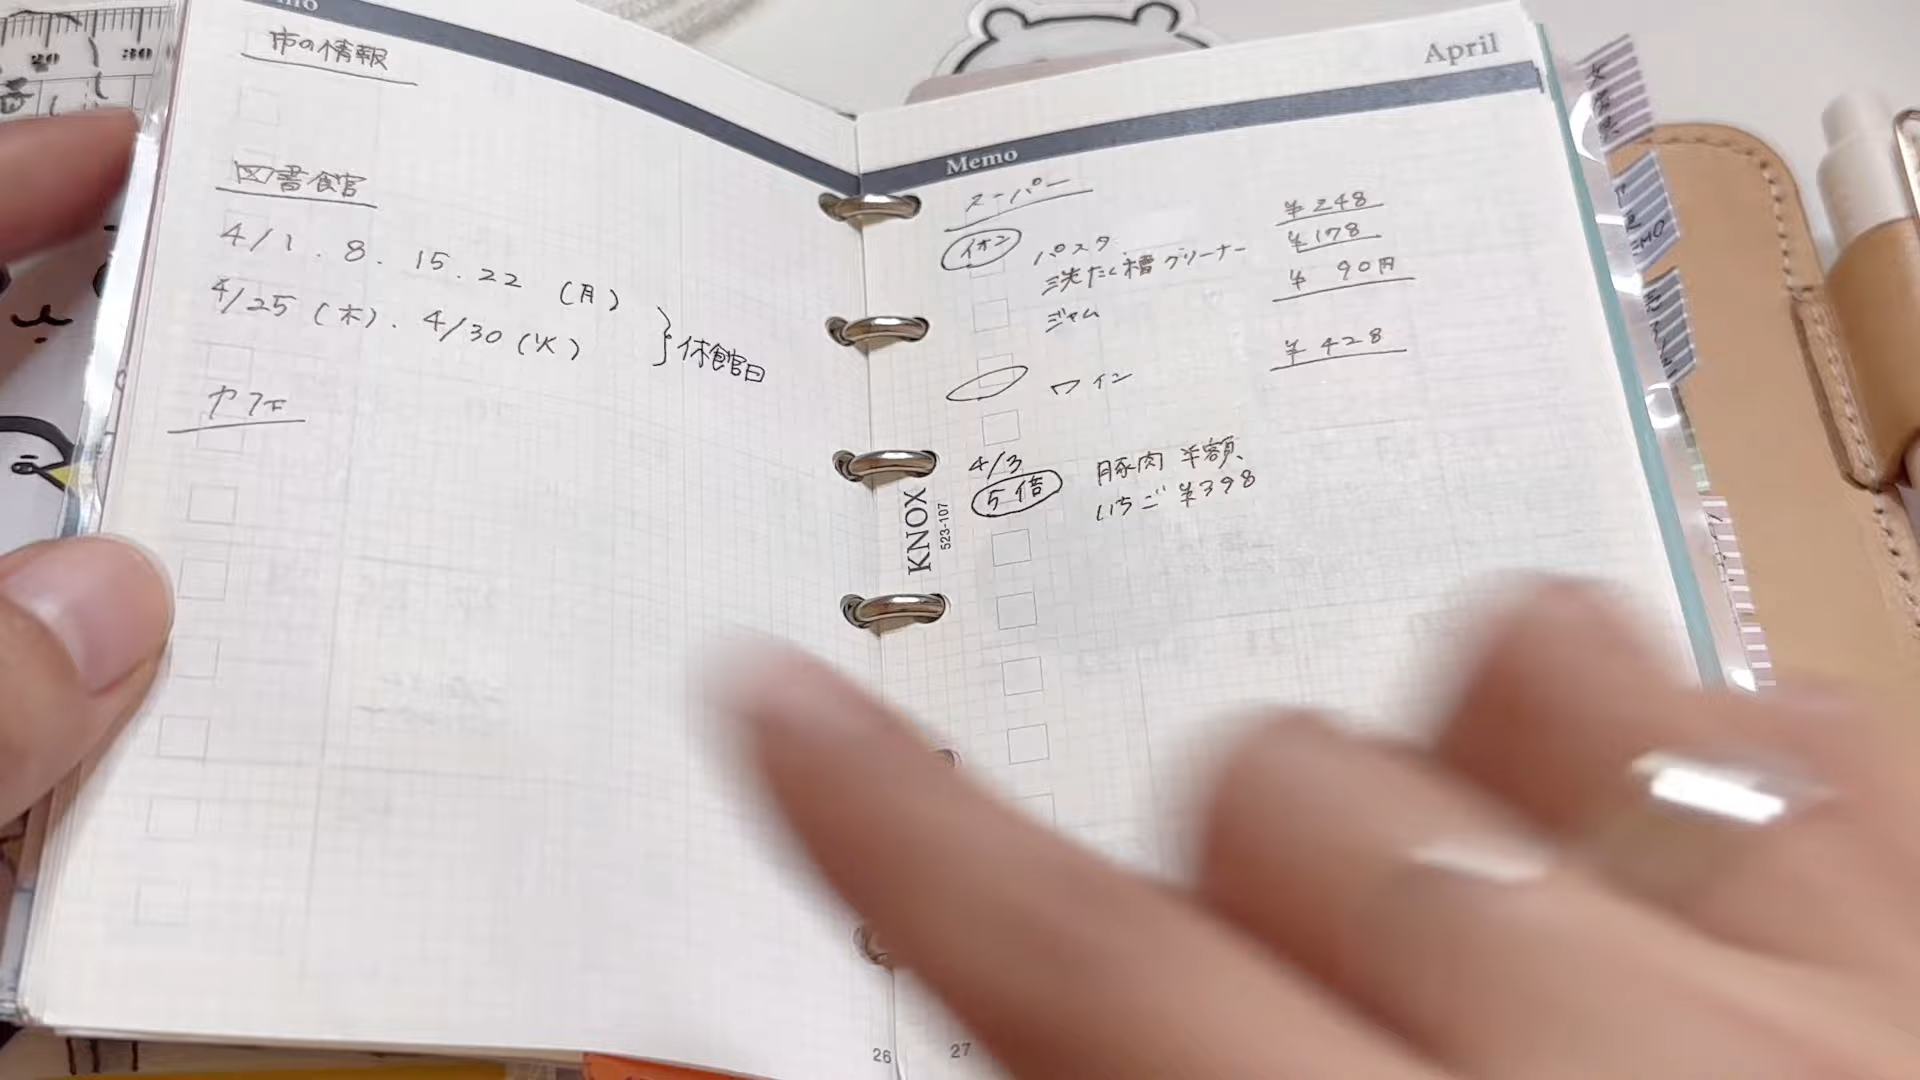 市の情報
図書館
4/1. 8. 15. 22 (月)
4/25 (木). 4/30 (火)
}休館日
カフェ
26
April
Memo
スーパー
イオン パスタ ¥248
洗たく槽クリーナー ¥178
ジャム ¥ 90円
ワイン ¥428
4/3 豚肉 半額
5倍 いちご ¥398
KNOX
523-107
27